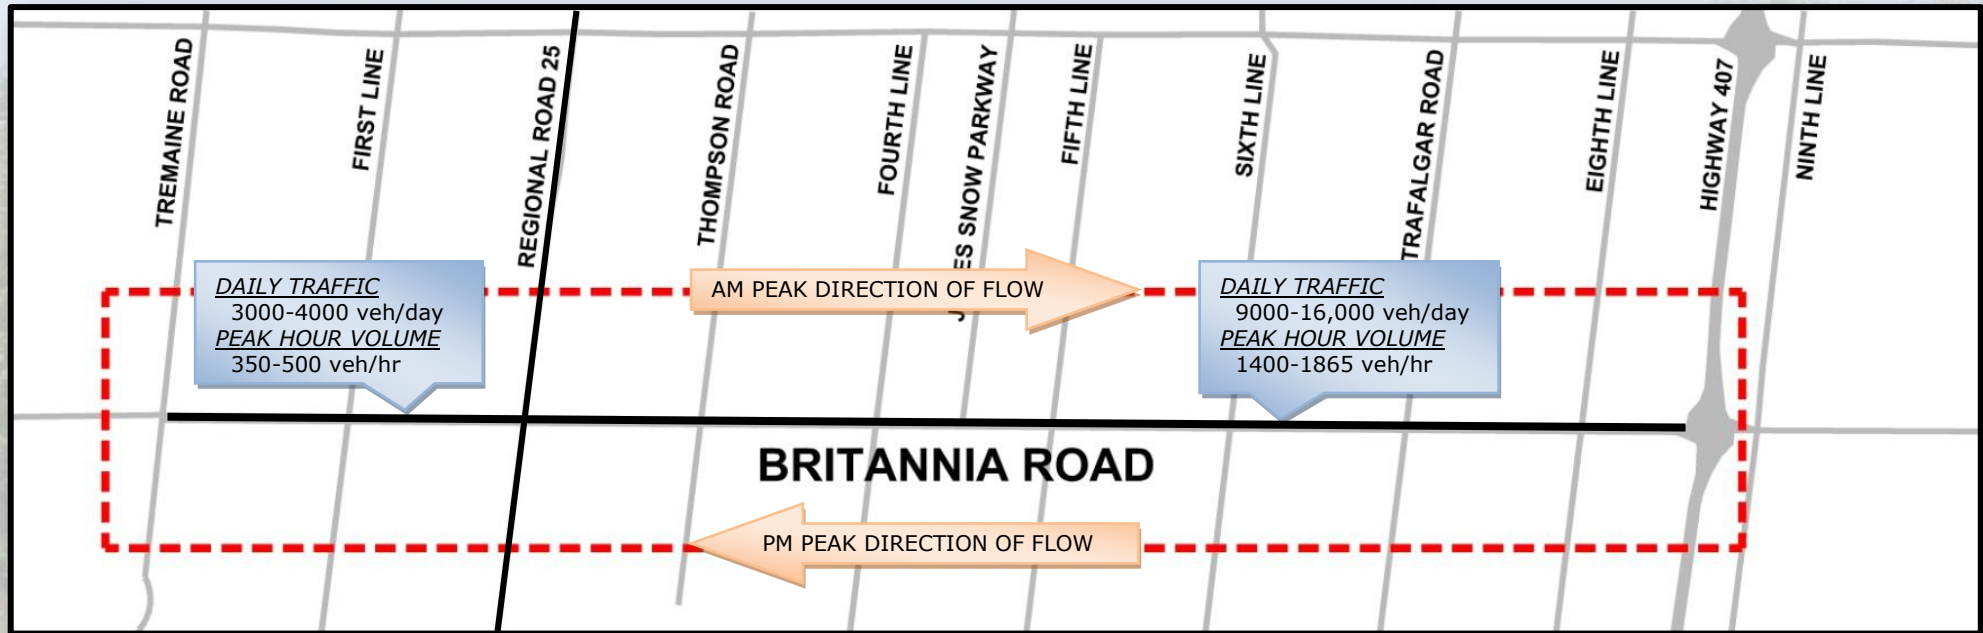 TREMAINE ROAD
FIRST LINE
REGIONAL ROAD 25
THOMPSON ROAD
FOURTH LINE
ES SNOW PARKWAY
FIFTH LINE
SIXTH LINE
TRAFALGAR ROAD
EIGHTH LINE
HIGHWAY 407
NINTH LINE
DAILY TRAFFIC
3000-4000 veh/day
PEAK HOUR VOLUME
350-500 veh/hr
AM PEAK DIRECTION OF FLOW
DAILY TRAFFIC
9000-16,000 veh/day
PEAK HOUR VOLUME
1400-1865 veh/hr
BRITANNIA ROAD
PM PEAK DIRECTION OF FLOW